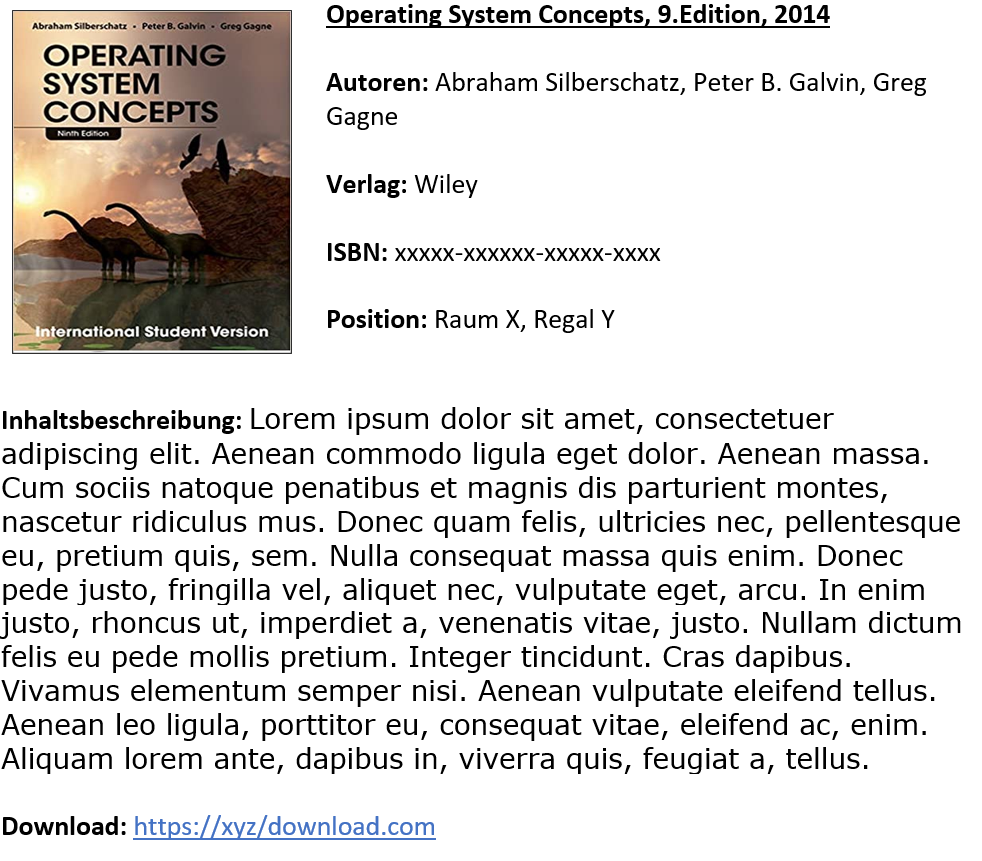 Abraham Silberschatz • Peter B. Galvin • Greg Gagne
OPERATING
SYSTEM
CONCEPTS
Ninth Edition
International Student Version
Operating System Concepts, 9.Edition, 2014
Autoren: Abraham Silberschatz, Peter B. Galvin, Greg
Gagne
Verlag: Wiley
ISBN: xxxxx-xxxxxx-xxxxx-xxxx
Position: Raum X, Regal Y
Inhaltsbeschreibung: Lorem ipsum dolor sit amet, consectetuer
adipiscing elit. Aenean commodo ligula eget dolor. Aenean massa.
Cum sociis natoque penatibus et magnis dis parturient montes,
nascetur ridiculus mus. Donec quam felis, ultricies nec, pellentesque
eu, pretium quis, sem. Nulla consequat massa quis enim. Donec
pede justo, fringilla vel, aliquet nec, vulputate eget, arcu. In enim
justo, rhoncus ut, imperdiet a, venenatis vitae, justo. Nullam dictum
felis eu pede mollis pretium. Integer tincidunt. Cras dapibus.
Vivamus elementum semper nisi. Aenean vulputate eleifend tellus.
Aenean leo ligula, porttitor eu, consequat vitae, eleifend ac, enim.
Aliquam lorem ante, dapibus in, viverra quis, feugiat a, tellus.
Download: https://xyz/download.com